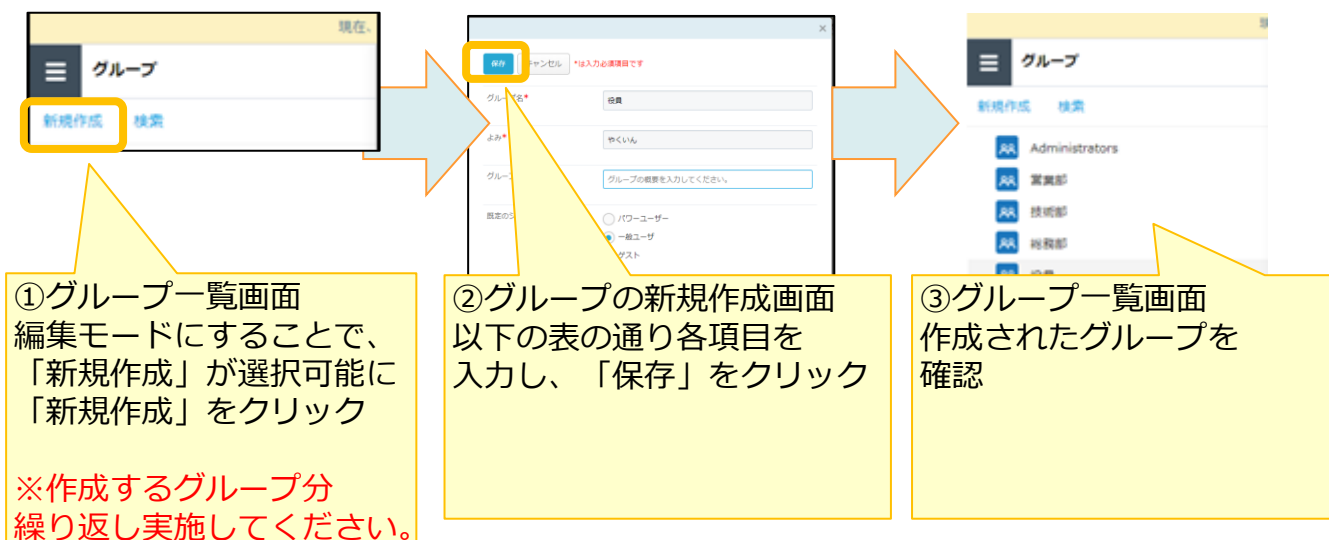 現在、
グループ
新規作成 検索
①グループ一覧画面
編集モードにすることで、
「新規作成」が選択可能に
「新規作成」をクリック
※作成するグループ分
繰り返し実施してください。
保存 キャンセル *は入力必須項目です
グループ名* 役員
よみ* やくいん
グループ グループの概要を入力してください。
既定の
パワーユーザー
一般ユーザ
ゲスト
②グループの新規作成画面
以下の表の通り各項目を
入力し、「保存」をクリック
グループ
新規作成 検索
Administrators
営業部
技術部
総務部
役員
③グループ一覧画面
作成されたグループを
確認